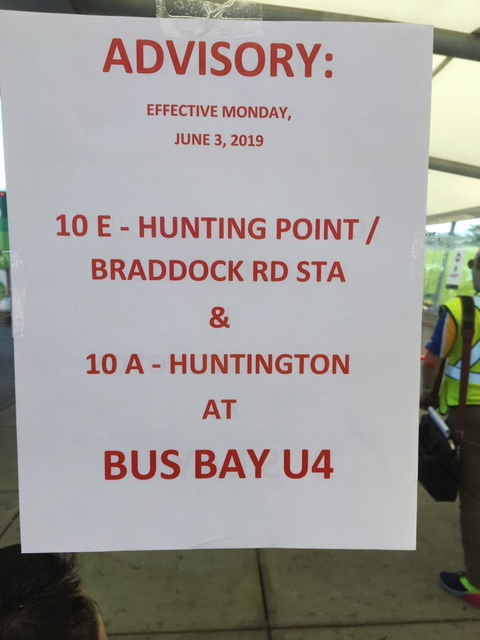 ADVISORY:
EFFECTIVE MONDAY,
JUNE 3, 2019
10 E - HUNTING POINT /
BRADDOCK RD STA
&
10 A - HUNTINGTON
AT
BUS BAY U4